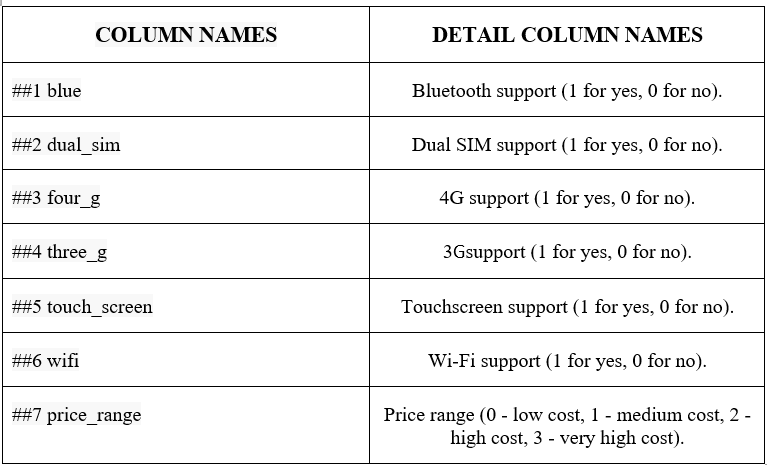 COLUMN NAMES
DETAIL COLUMN NAMES
##1 blue
Bluetooth support (1 for yes, 0 for no).
##2 dual_sim
Dual SIM support (1 for yes, 0 for no).
##3 four_g
4G support (1 for yes, 0 for no).
##4 three_g
3Gsupport (1 for yes, 0 for no).
##5 touch_screen
Touchscreen support (1 for yes, 0 for no).
##6 wifi
Wi-Fi support (1 for yes, 0 for no).
##7 price_range
Price range (0 - low cost, 1 - medium cost, 2 -
high cost, 3 - very high cost).